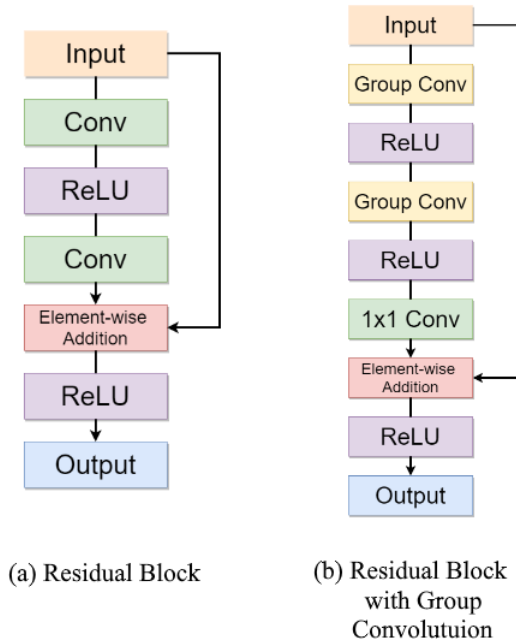 Input
Conv
ReLU
Conv
Element-wise
Addition
ReLU
Output
(a) Residual Block
Input
Group Conv
ReLU
Group Conv
ReLU
1x1 Conv
Element-wise
Addition
ReLU
Output
(b) Residual Block
with Group
Convolutuion